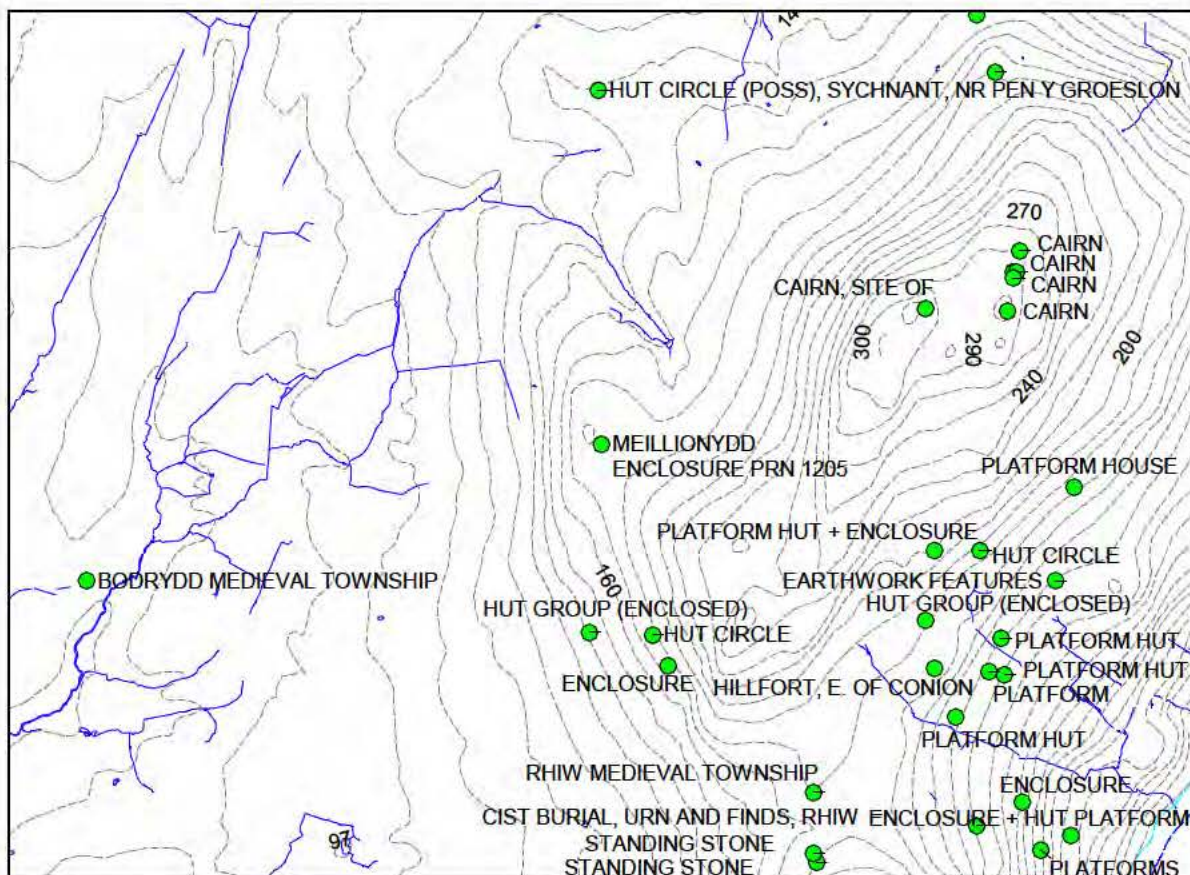 14
HUT CIRCLE (POSS), SYCHNANT, NR PEN Y GROESLON
270
CAIRN
CAIRN
CAIRN
CAIRN, SITE OF
CAIRN
300
290
200
240
MEILLIONYDD
ENCLOSURE PRN 1205
PLATFORM HOUSE
PLATFORM HUT + ENCLOSURE
HUT CIRCLE
BODRYDD MEDIEVAL TOWNSHIP
160
EARTHWORK FEATURES
HUT GROUP (ENCLOSED)
HUT GROUP (ENCLOSED)
HUT CIRCLE
PLATFORM HUT
ENCLOSURE
HILLFORT, E. OF CONION
PLATFORM HUT
PLATFORM
PLATFORM HUT
RHIW MEDIEVAL TOWNSHIP
ENCLOSURE
CIST BURIAL, URN AND FINDS, RHIW
ENCLOSURE + HUT PLATFORM
97
STANDING STONE
STANDING STONE
PLATFORMS